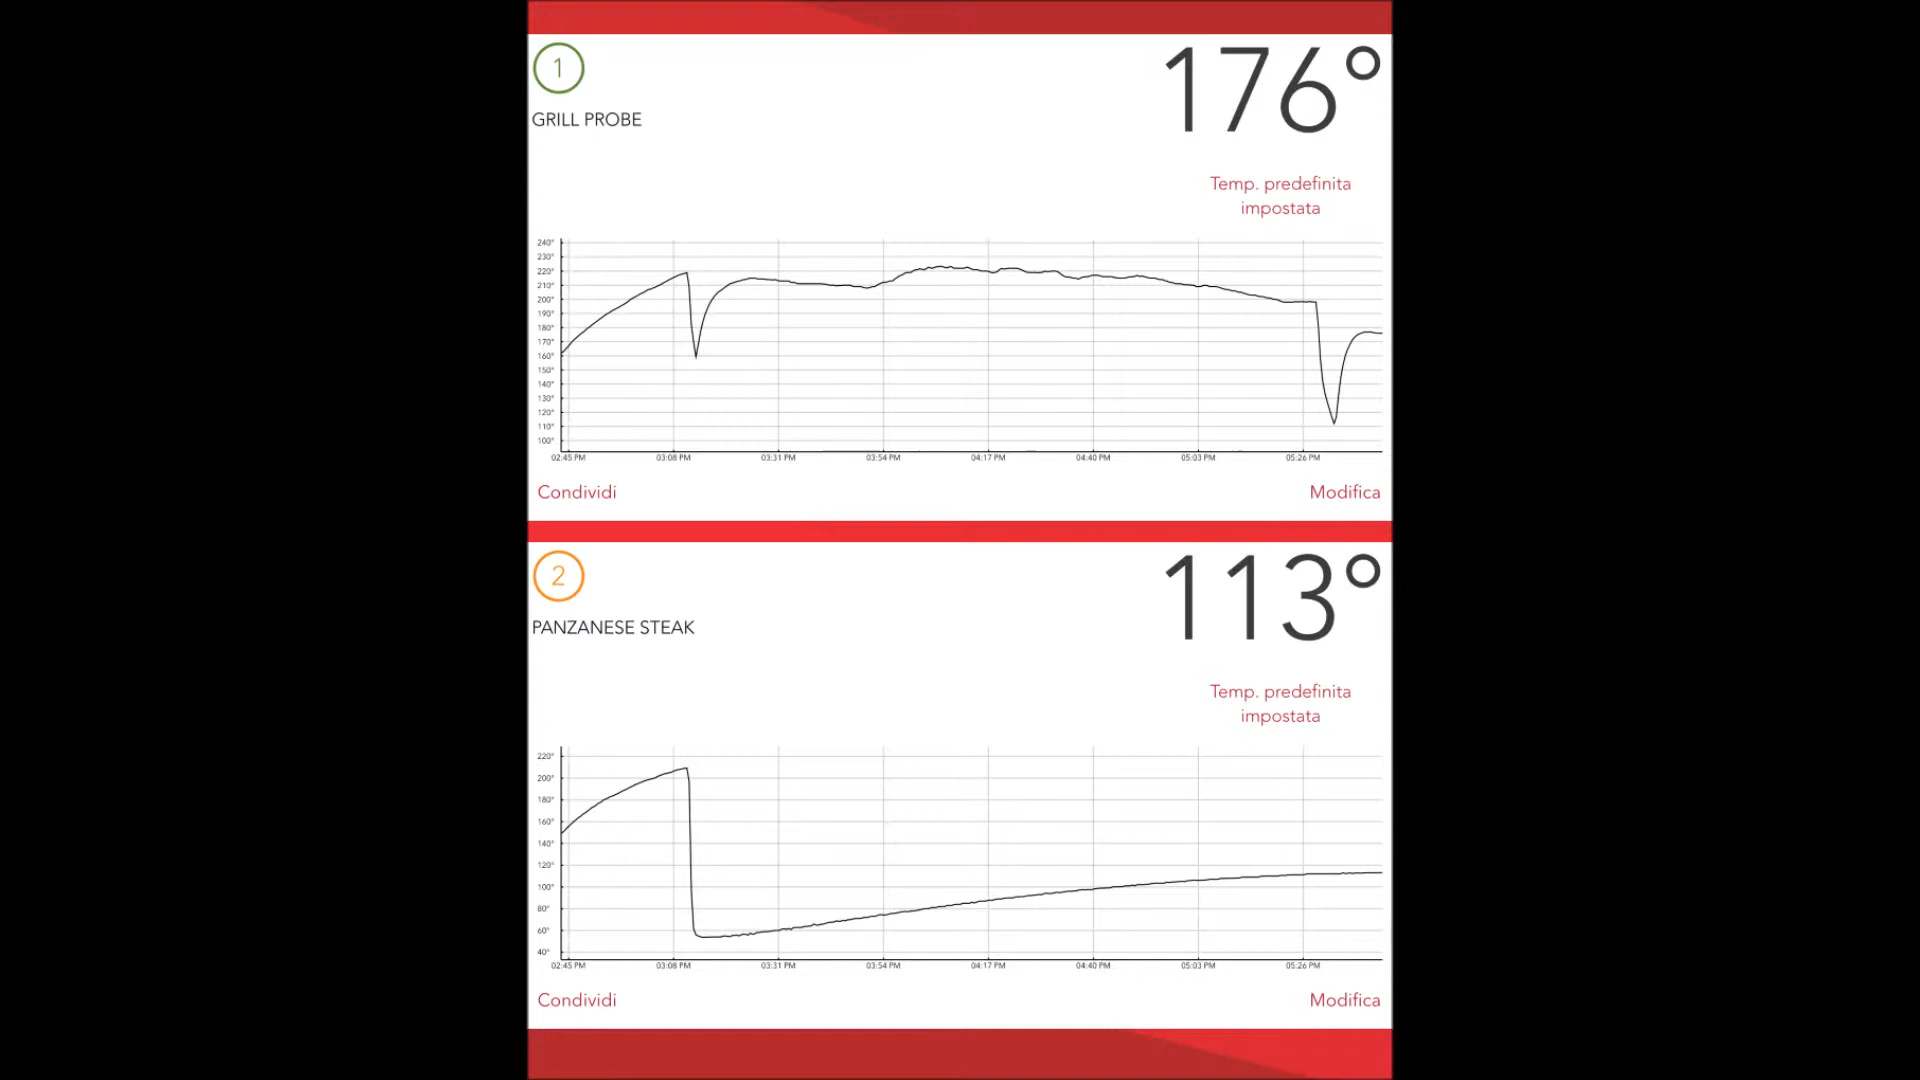 1
176°
GRILL PROBE
Temp. predefinita
impostata
240°
230°
220°
210°
200°
190°
180°
170°
160°
150°
140°
130°
120°
110°
100°
02:45 PM 03:08 PM 03:31 PM 03:54 PM 04:17 PM 04:40 PM 05:03 PM 05:26 PM
Condividi Modifica
2
113°
PANZANESE STEAK
Temp. predefinita
impostata
220°
200°
180°
160°
140°
120°
100°
80°
60°
40°
02:45 PM 03:08 PM 03:31 PM 03:54 PM 04:17 PM 04:40 PM 05:03 PM 05:26 PM
Condividi Modifica